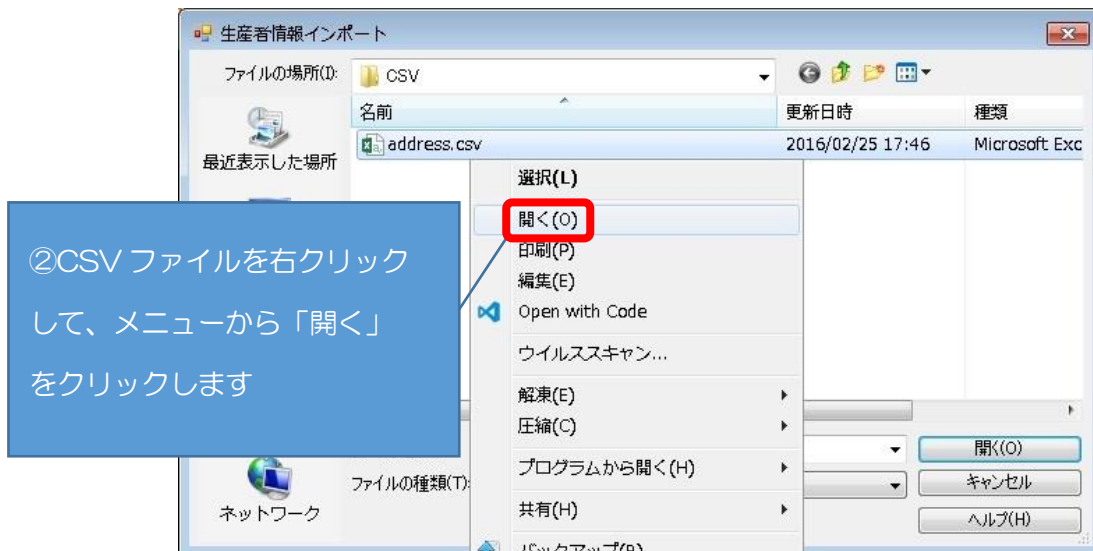 生産者情報インポート
ファイルの場所(I):
CSV
名前
更新日時
種類
最近表示した場所
address.csv
2016/02/25 17:46
Microsoft Exc
選択(L)
開く(O)
印刷(P)
編集(E)
Open with Code
ウイルススキャン...
解凍(E)
圧縮(C)
プログラムから開く(H)
共有(H)
バックアップ(B)
②CSV ファイルを右クリック
して、メニューから「開く」
をクリックします
ネットワーク
ファイルの種類(T):
開く(O)
キャンセル
ヘルプ(H)